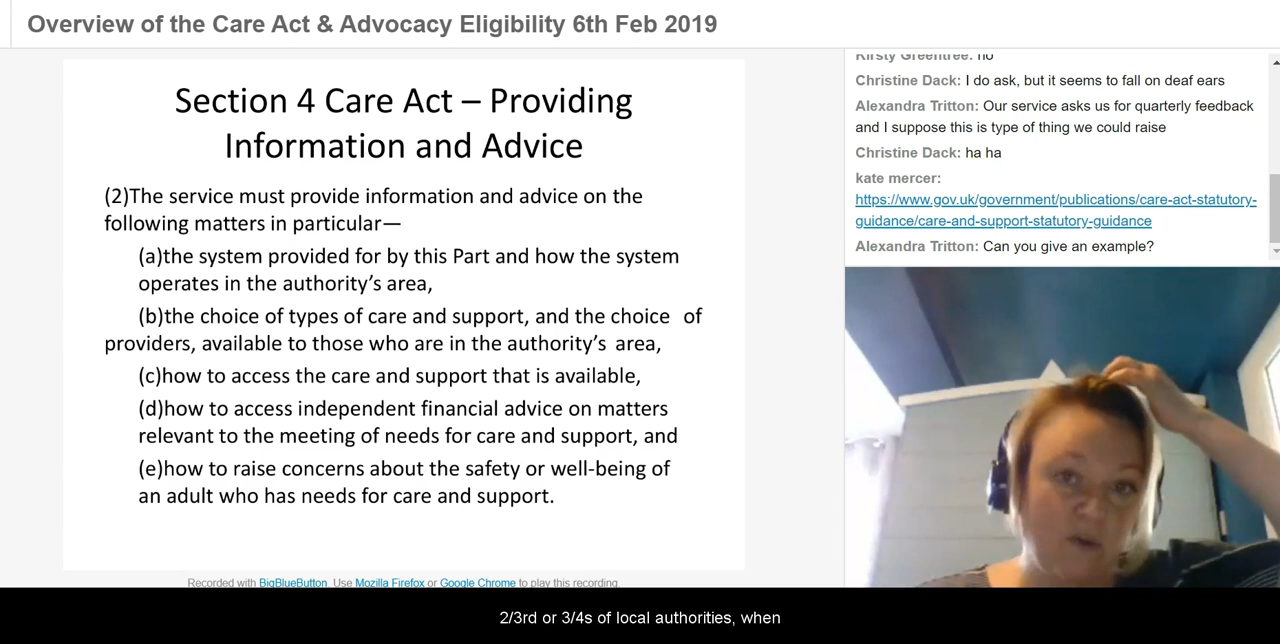 Overview of the Care Act & Advocacy Eligibility 6th Feb 2019
Section 4 Care Act – Providing
Information and Advice
(2)The service must provide information and advice on the
following matters in particular—
(a)the system provided for by this Part and how the system
operates in the authority's area,
(b)the choice of types of care and support, and the choice of
providers, available to those who are in the authority's area,
(c)how to access the care and support that is available,
(d)how to access independent financial advice on matters
relevant to the meeting of needs for care and support, and
(e)how to raise concerns about the safety or well-being of
an adult who has needs for care and support.
Recorded with BigBlueButton. Use Mozilla Firefox or Google Chrome to play this recording.
Kirsty Greentree: no
Christine Dack: I do ask, but it seems to fall on deaf ears
Alexandra Tritton: Our service asks us for quarterly feedback
and I suppose this is type of thing we could raise
Christine Dack: ha ha
kate mercer:
https://www.gov.uk/government/publications/care-act-statutory-
guidance/care-and-support-statutory-guidance
Alexandra Tritton: Can you give an example?
2/3rd or 3/4s of local authorities, when